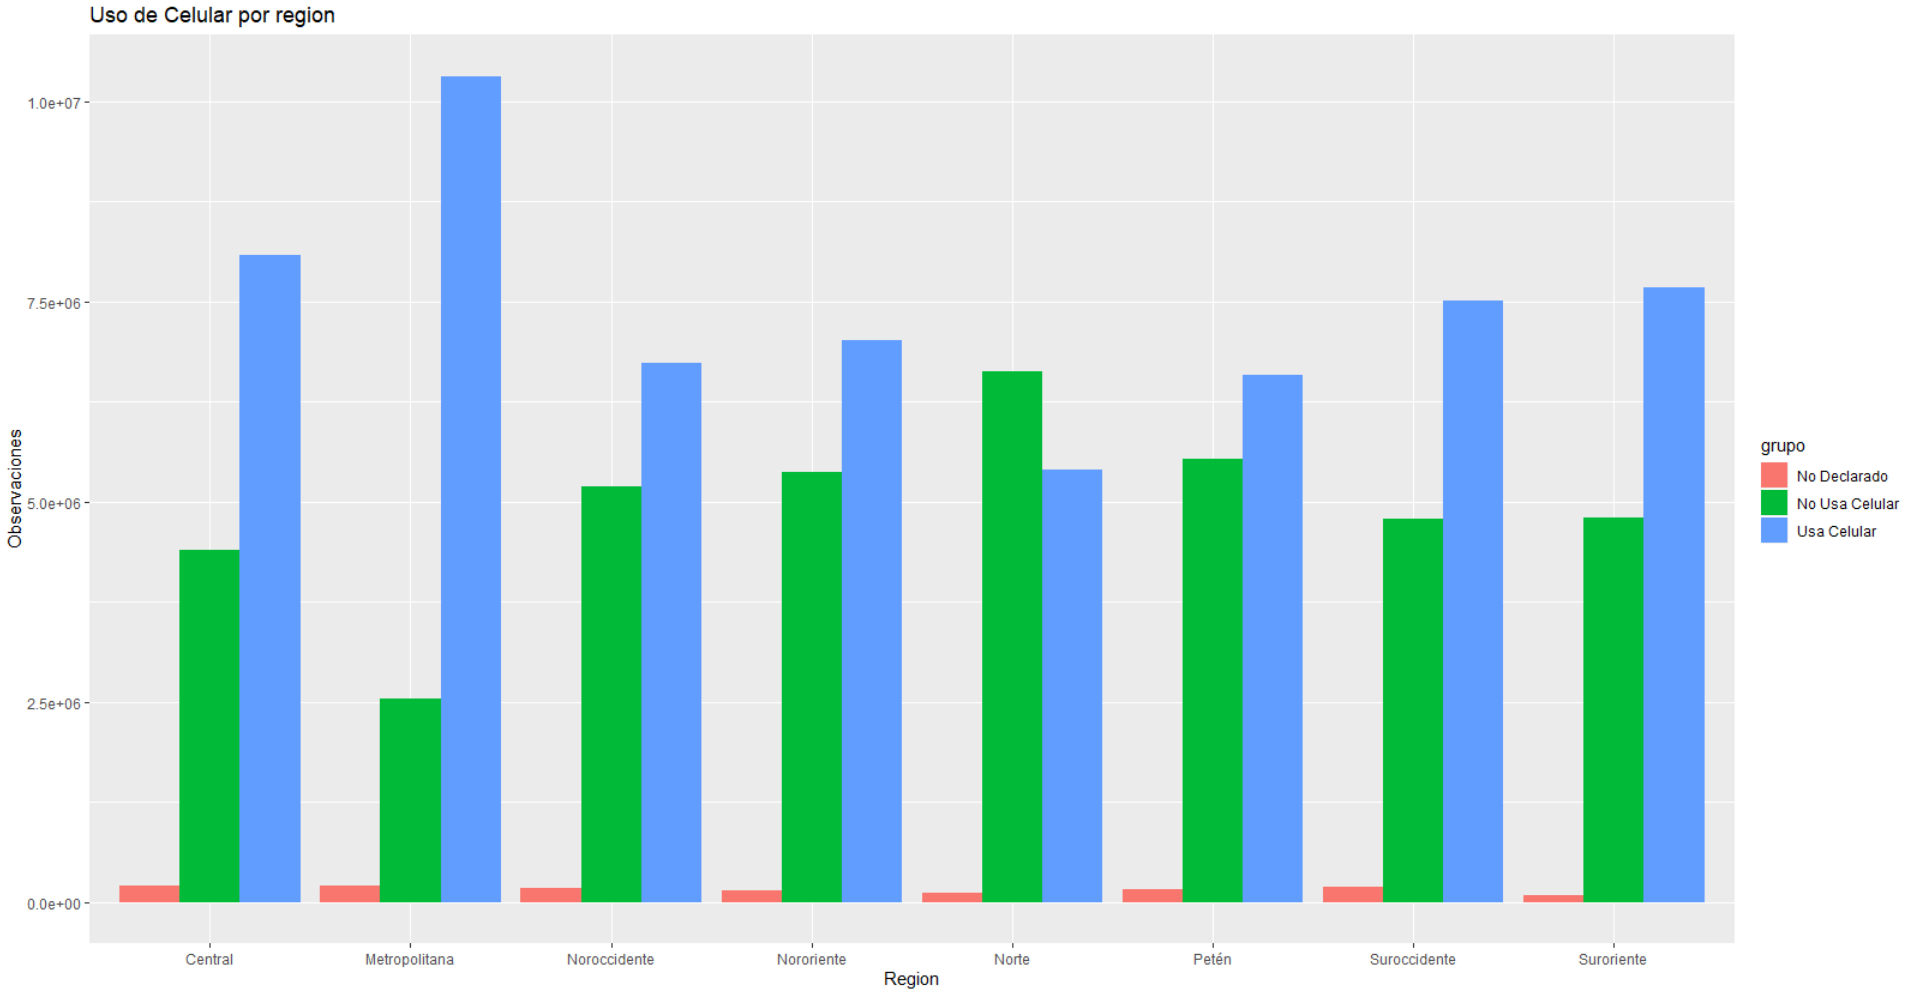 Uso de Celular por region
1.0e+07
7.5e+06
5.0e+06
2.5e+06
0.0e+00
Observaciones
Central
Metropolitana
Noroccidente
Nororiente
Norte
Petén
Suroccidente
Suroriente
Region
grupo
No Declarado
No Usa Celular
Usa Celular